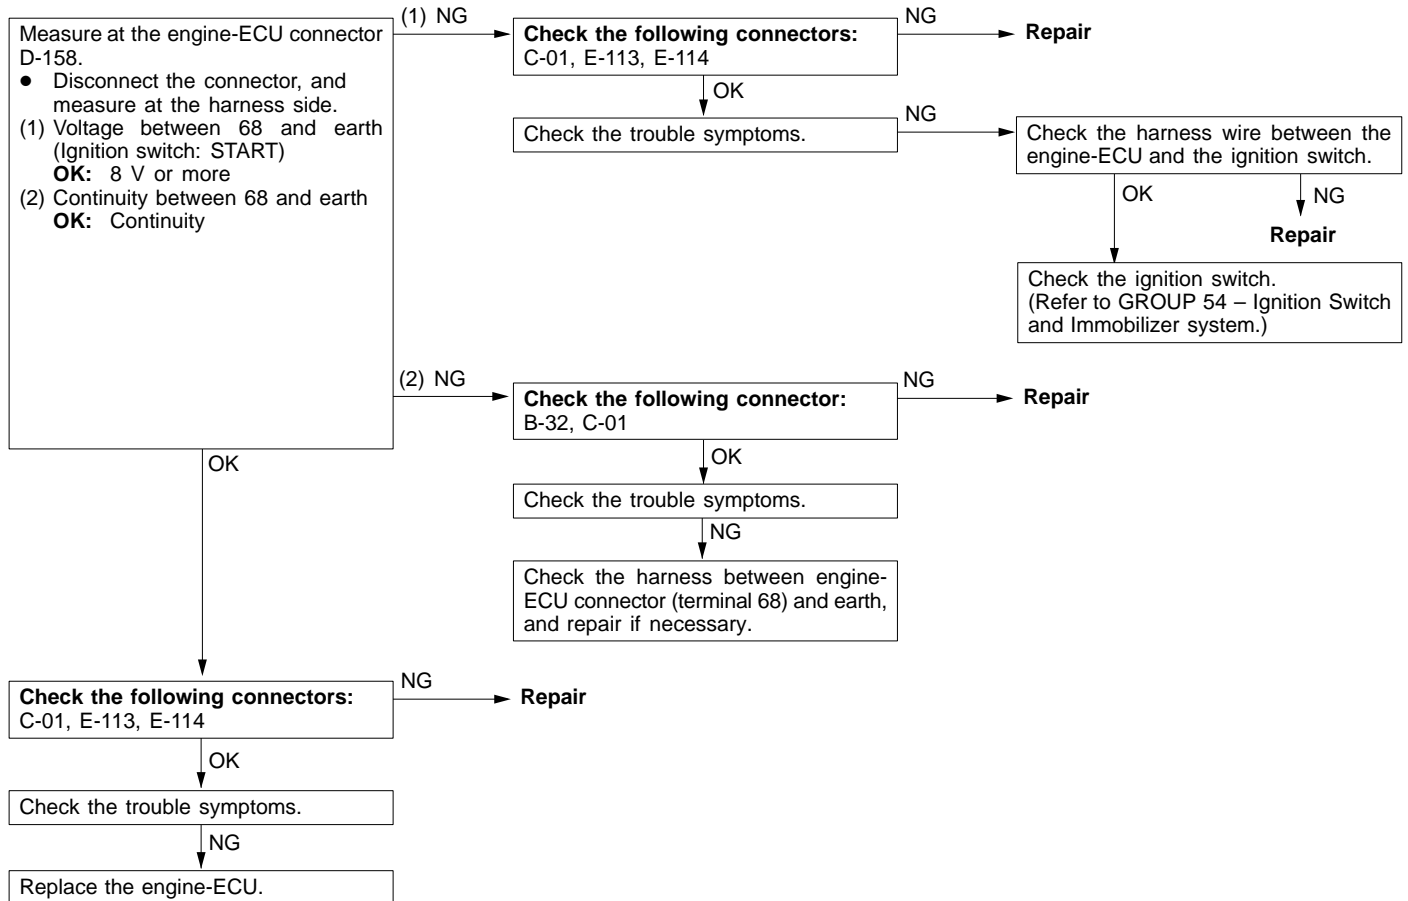 Measure at the engine-ECU connector
D-158.
● Disconnect the connector, and
measure at the harness side.
(1) Voltage between 68 and earth
(Ignition switch: START)
OK: 8 V or more
(2) Continuity between 68 and earth
OK: Continuity
(1) NG
Check the following connectors:
C-01, E-113, E-114
NG
Repair
OK
Check the trouble symptoms.
NG
Check the harness wire between the
engine-ECU and the ignition switch.
OK
NG
Repair
Check the ignition switch.
(Refer to GROUP 54 – Ignition Switch
and Immobilizer system.)
(2) NG
Check the following connector:
B-32, C-01
NG
Repair
OK
Check the trouble symptoms.
NG
Check the harness between engine-
ECU connector (terminal 68) and earth,
and repair if necessary.
OK
Check the following connectors:
C-01, E-113, E-114
NG
Repair
OK
Check the trouble symptoms.
NG
Replace the engine-ECU.